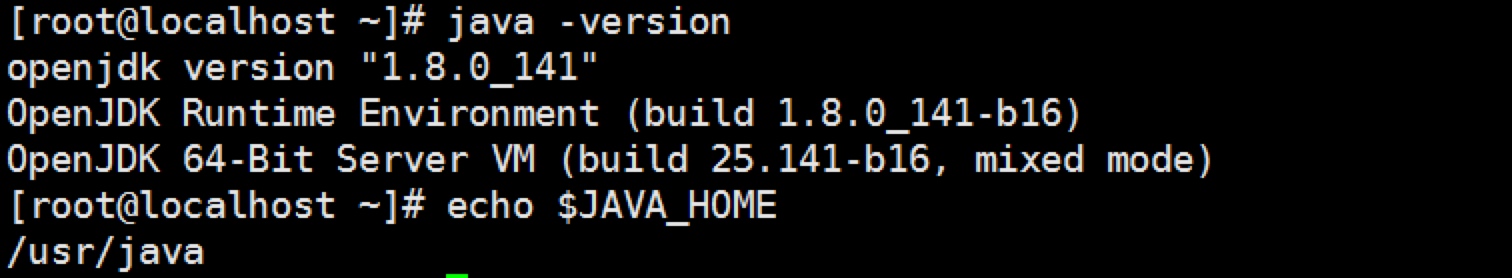 [root@localhost ~]# java -version
openjdk version "1.8.0_141"
OpenJDK Runtime Environment (build 1.8.0_141-b16)
OpenJDK 64-Bit Server VM (build 25.141-b16, mixed mode)
[root@localhost ~]# echo $JAVA_HOME
/usr/java